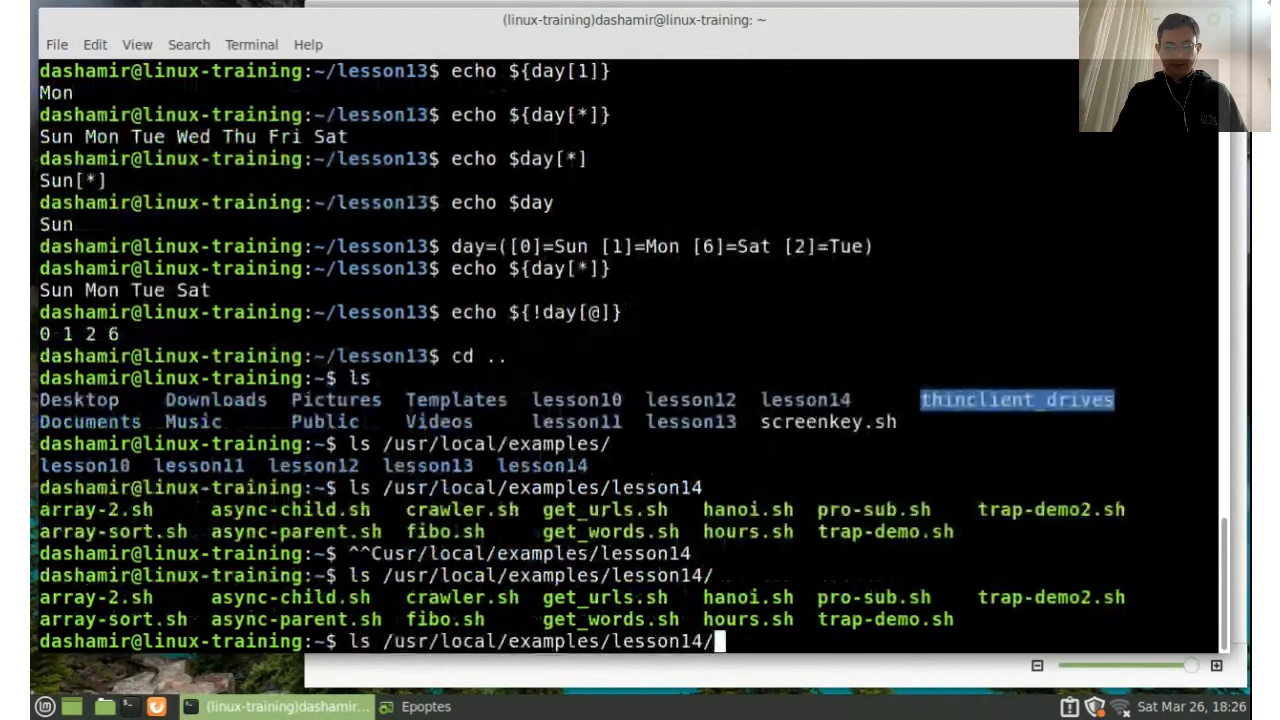 (linux-training)dashamir@linux-training: ~
File Edit View Search Terminal Help
dashamir@linux-training:~/lesson13$ echo ${day[1]}
Mon
dashamir@linux-training:~/lesson13$ echo ${day[*]}
Sun Mon Tue Wed Thu Fri Sat
dashamir@linux-training:~/lesson13$ echo $day[*]
Sun[*]
dashamir@linux-training:~/lesson13$ echo $day
Sun
dashamir@linux-training:~/lesson13$ day=([0]=Sun [1]=Mon [6]=Sat [2]=Tue)
dashamir@linux-training:~/lesson13$ echo ${day[*]}
Sun Mon Tue Sat
dashamir@linux-training:~/lesson13$ echo ${!day[@]}
0 1 2 6
dashamir@linux-training:~/lesson13$ cd ..
dashamir@linux-training:~$ ls
Desktop Downloads Pictures Templates lesson10 lesson12 lesson14 thinclient_drives
Documents Music Public Videos lesson11 lesson13 screenkey.sh
dashamir@linux-training:~$ ls /usr/local/examples/
lesson10 lesson11 lesson12 lesson13 lesson14
dashamir@linux-training:~$ ls /usr/local/examples/lesson14
array-2.sh async-child.sh crawler.sh get_urls.sh hanoi.sh pro-sub.sh trap-demo2.sh
array-sort.sh async-parent.sh fibo.sh get_words.sh hours.sh trap-demo.sh
dashamir@linux-training:~$ ^^Cusr/local/examples/lesson14
dashamir@linux-training:~$ ls /usr/local/examples/lesson14/
array-2.sh async-child.sh crawler.sh get_urls.sh hanoi.sh pro-sub.sh trap-demo2.sh
array-sort.sh async-parent.sh fibo.sh get_words.sh hours.sh trap-demo.sh
dashamir@linux-training:~$ ls /usr/local/examples/lesson14/
(linux-training)dashamir... Epoptes Sat Mar 26, 18:26